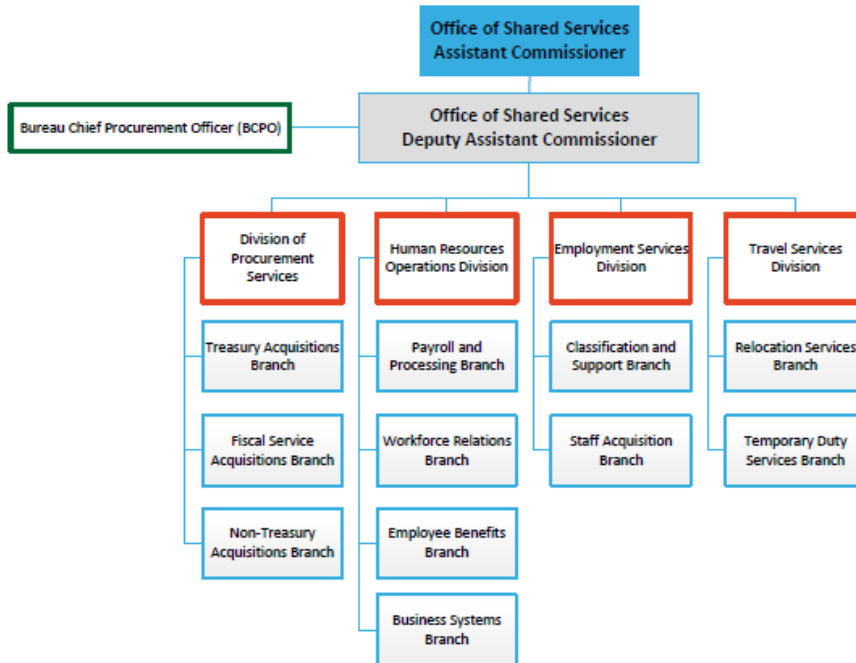 Office of Shared Services
Assistant Commissioner
Bureau Chief Procurement Officer (BCPO)
Office of Shared Services
Deputy Assistant Commissioner
Division of
Procurement
Services
Human Resources
Operations Division
Employment Services
Division
Travel Services
Division
Treasury Acquisitions
Branch
Payroll and
Processing Branch
Classification and
Support Branch
Relocation Services
Branch
Fiscal Service
Acquisitions Branch
Workforce Relations
Branch
Staff Acquisition
Branch
Temporary Duty
Services Branch
Non-Treasury
Acquisitions Branch
Employee Benefits
Branch
Business Systems
Branch